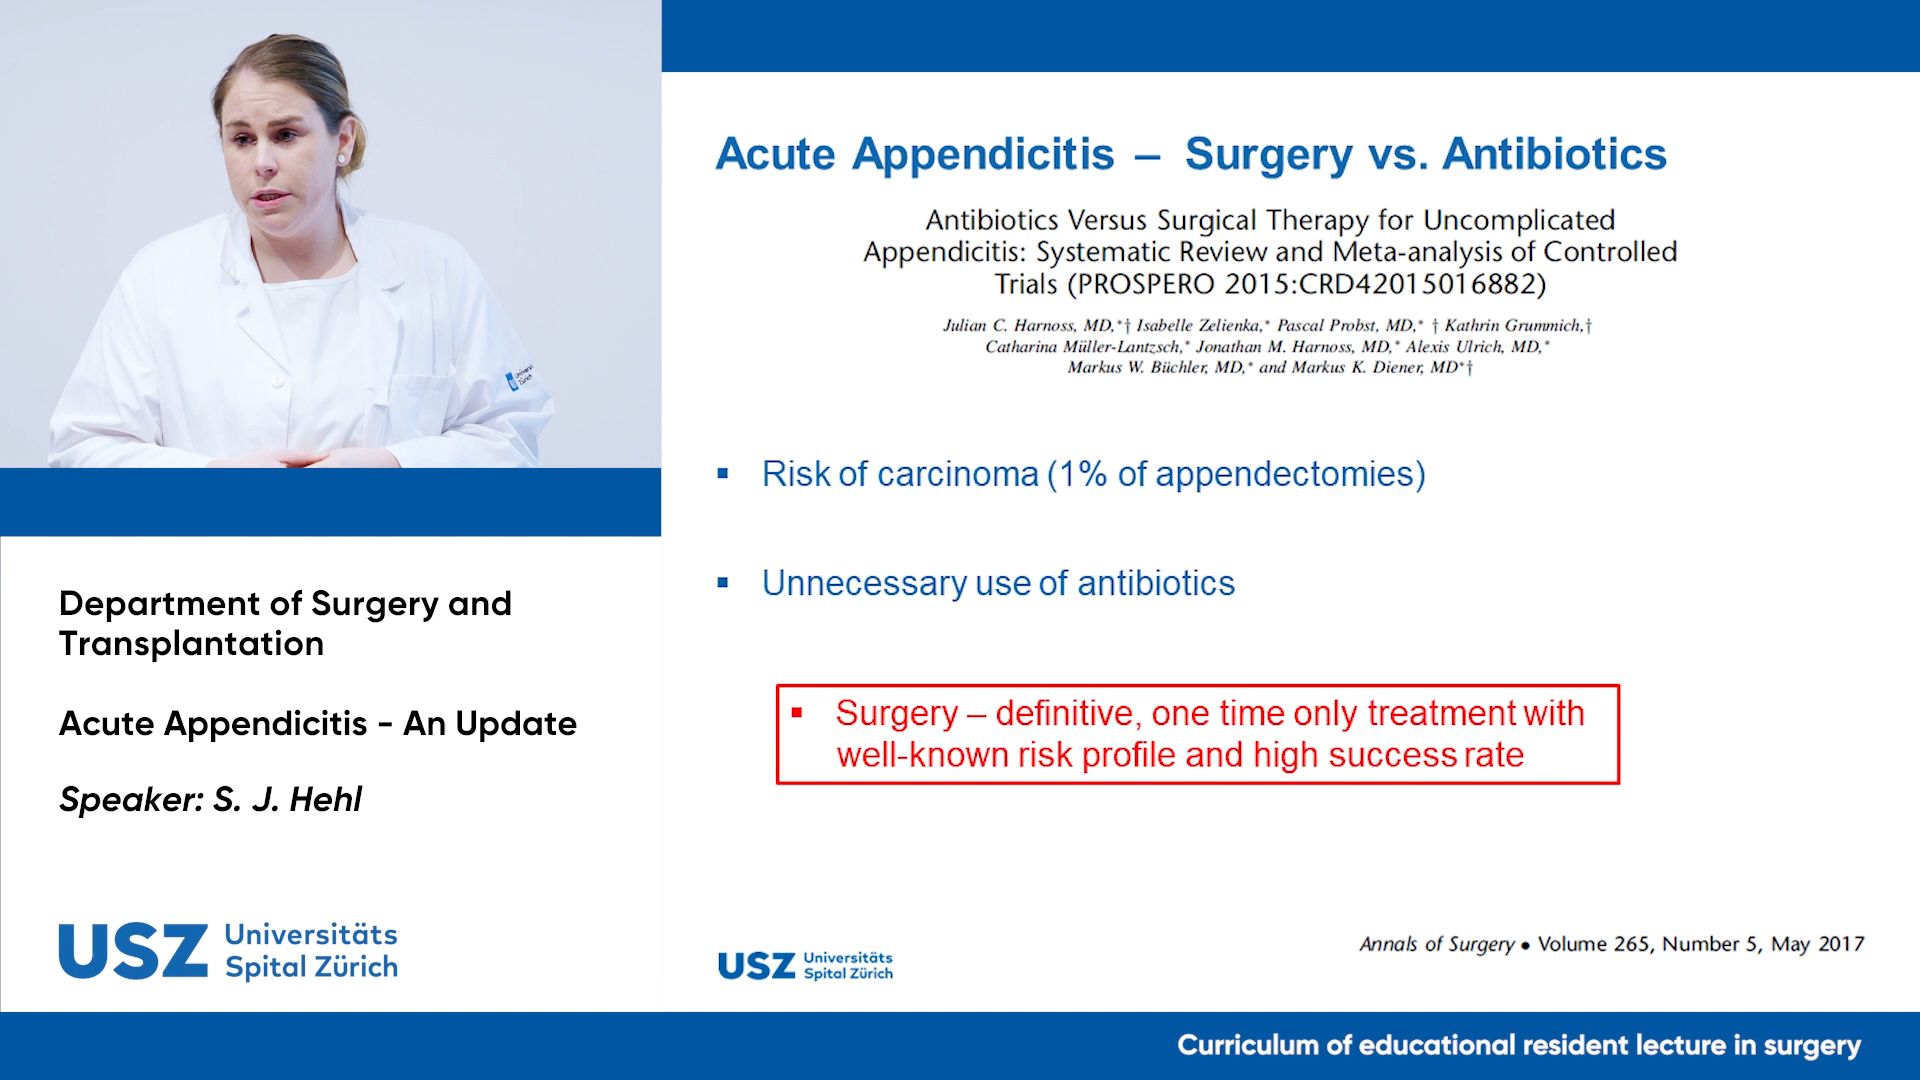 Universitäts
Zürich
Department of Surgery and
Transplantation
Acute Appendicitis - An Update
Speaker: S. J. Hehl
USZ Universitäts
Spital Zürich
Acute Appendicitis – Surgery vs. Antibiotics
Antibiotics Versus Surgical Therapy for Uncomplicated
Appendicitis: Systematic Review and Meta-analysis of Controlled
Trials (PROSPERO 2015:CRD42015016882)
Julian C. Harnoss, MD,*† Isabelle Zelienka,* Pascal Probst, MD,* † Kathrin Grummich,†
Catharina Müller-Lantzsch,* Jonathan M. Harnoss, MD,* Alexis Ulrich, MD,*
Markus W. Büchler, MD,* and Markus K. Diener, MD*†
▪ Risk of carcinoma (1% of appendectomies)
▪ Unnecessary use of antibiotics
▪ Surgery – definitive, one time only treatment with
well-known risk profile and high success rate
Annals of Surgery • Volume 265, Number 5, May 2017
USZ Universitäts
Spital Zürich
Curriculum of educational resident lecture in surgery